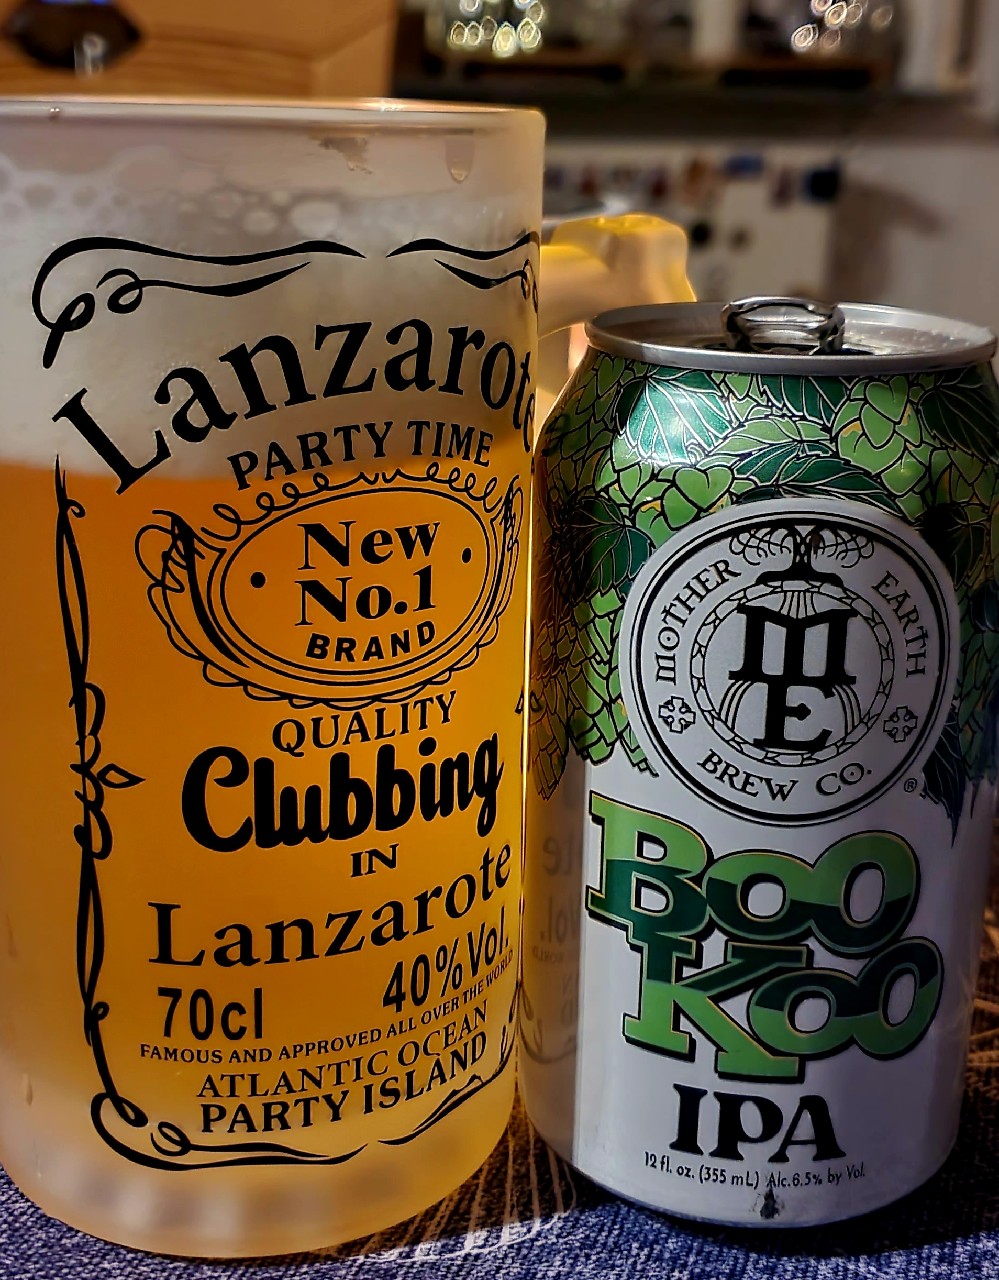 Lanzarote
PARTY TIME
New
No.1
BRAND
QUALITY
Clubbing
IN
Lanzarote
70cl 40% Vol.
FAMOUS AND APPROVED ALL OVER THE WORLD
ATLANTIC OCEAN
PARTY ISLAND
MOTHER EARTH
ME
BREW CO.
®
BOO
KOO
IPA
12 fl. oz. (355 mL) Alc.6.5% by Vol.